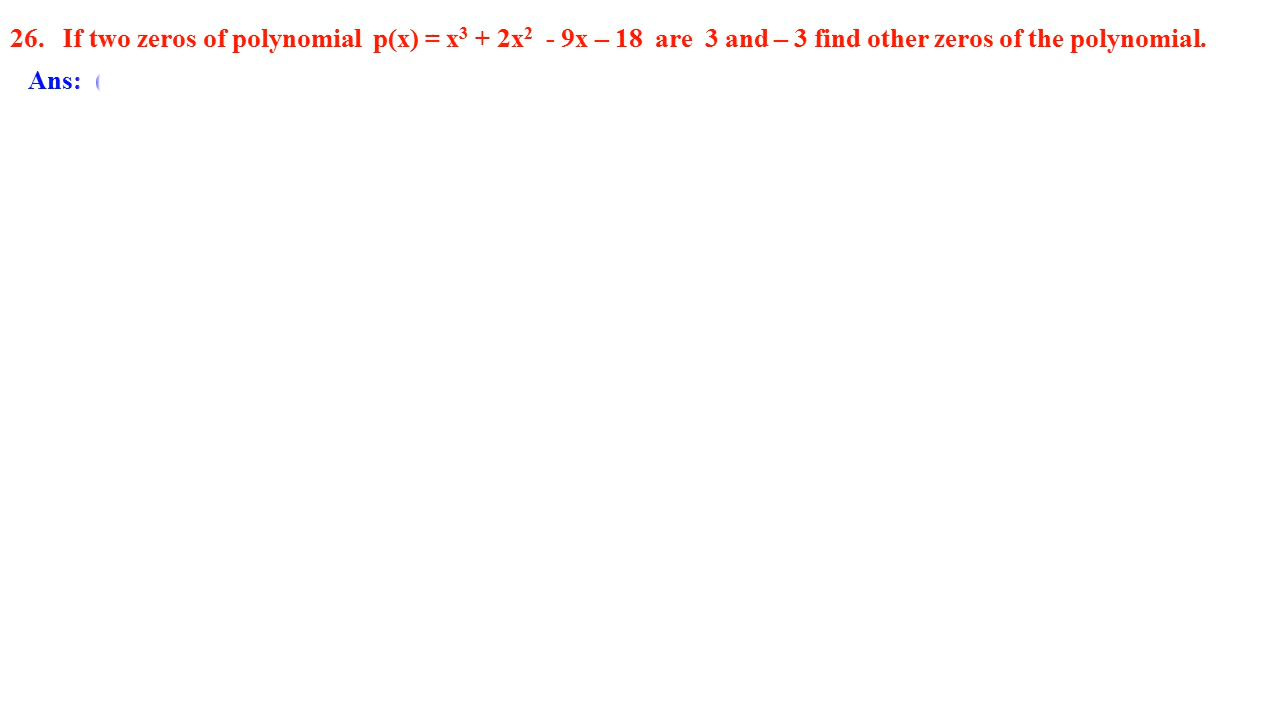 26. If two zeros of polynomial p(x) = x³ + 2x² - 9x – 18 are 3 and – 3 find other zeros of the polynomial.
Ans: (